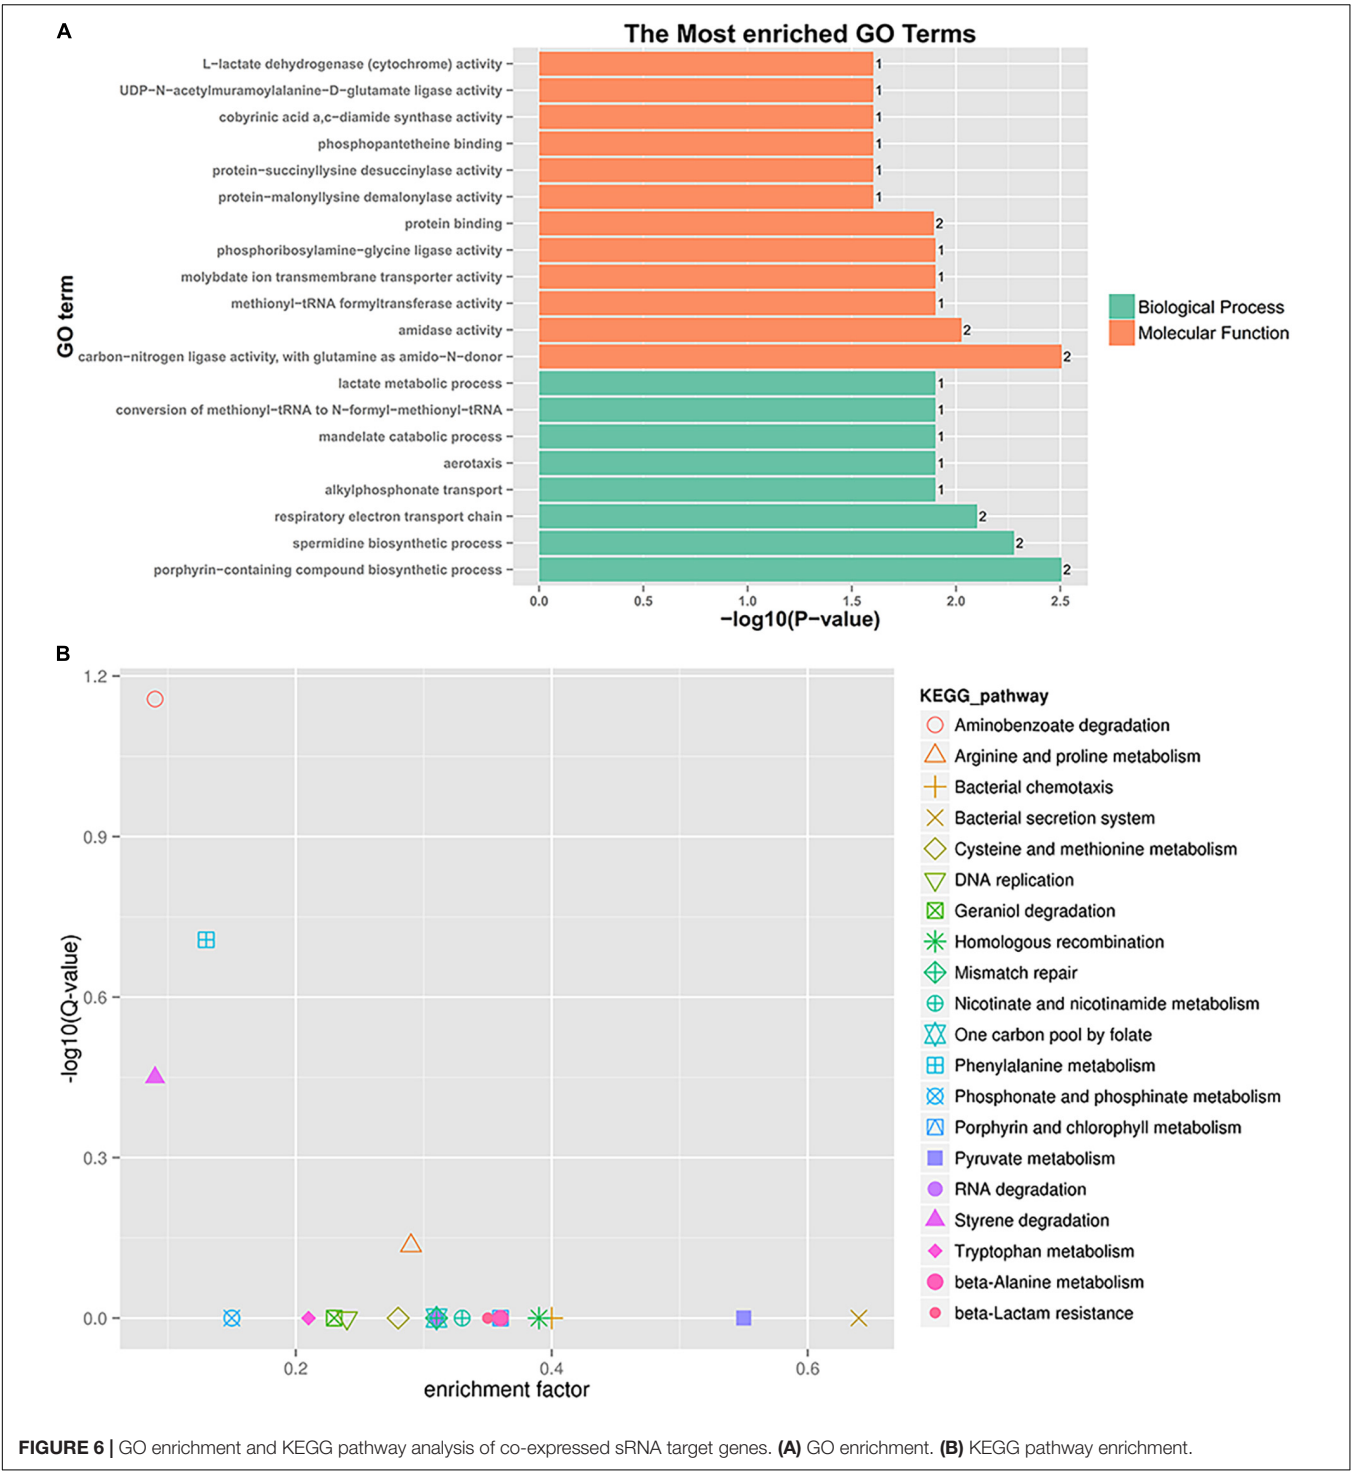 A
The Most enriched GO Terms
L−lactate dehydrogenase (cytochrome) activity 1
UDP−N−acetylmuramoylalanine−D−glutamate ligase activity 1
cobyrinic acid a,c−diamide synthase activity 1
phosphopantetheine binding 1
protein−succinyllysine desuccinylase activity 1
protein−malonyllysine demalonylase activity 1
protein binding 2
phosphoribosylamine−glycine ligase activity 1
molybdate ion transmembrane transporter activity 1
methionyl−tRNA formyltransferase activity 1
amidase activity 2
carbon−nitrogen ligase activity, with glutamine as amido−N−donor 2
lactate metabolic process 1
conversion of methionyl−tRNA to N−formyl−methionyl−tRNA 1
mandelate catabolic process 1
aerotaxis 1
alkylphosphonate transport 1
respiratory electron transport chain 2
spermidine biosynthetic process 2
porphyrin−containing compound biosynthetic process 2
GO term
0.0 0.5 1.0 1.5 2.0 2.5
−log10(P−value)
Biological Process
Molecular Function
B
1.2
0.9
0.6
0.3
0.0
-log10(Q-value)
0.2 0.4 0.6
enrichment factor
KEGG_pathway
Aminobenzoate degradation
Arginine and proline metabolism
Bacterial chemotaxis
Bacterial secretion system
Cysteine and methionine metabolism
DNA replication
Geraniol degradation
Homologous recombination
Mismatch repair
Nicotinate and nicotinamide metabolism
One carbon pool by folate
Phenylalanine metabolism
Phosphonate and phosphinate metabolism
Porphyrin and chlorophyll metabolism
Pyruvate metabolism
RNA degradation
Styrene degradation
Tryptophan metabolism
beta-Alanine metabolism
beta-Lactam resistance
FIGURE 6 | GO enrichment and KEGG pathway analysis of co-expressed sRNA target genes. (A) GO enrichment. (B) KEGG pathway enrichment.